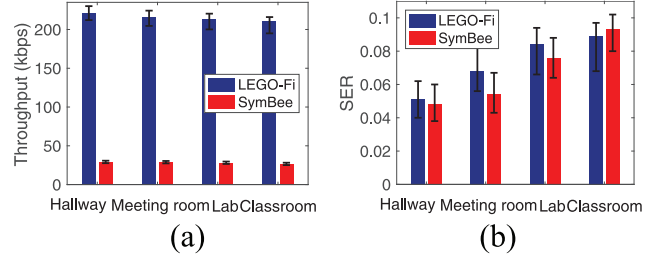 Throughput (kbps)
200
150
100
50
0
LEGO-Fi
SymBee
Hallway Meeting room Lab Classroom
(a)
SER
0.1
0.08
0.06
0.04
0.02
0
LEGO-Fi
SymBee
Hallway Meeting room Lab Classroom
(b)